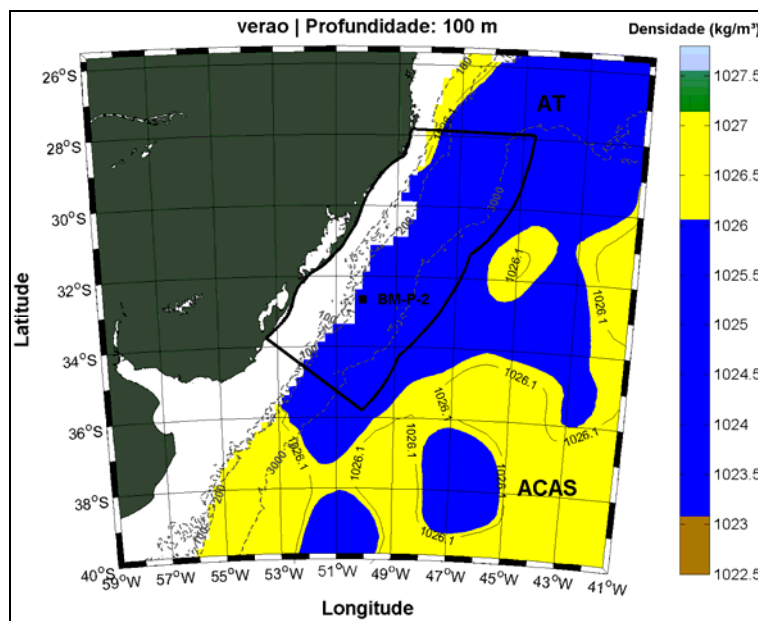 verao | Profundidade: 100 m
Densidade (kg/m³)
26°S
28°S
30°S
32°S
34°S
36°S
38°S
40°S
Latitude
100
1026.1
AT
3000
200
1026.1
1026.1
BM-P-2
100
100
1026.1
1026.1
1026.1
1026.1
1026.1
3000
200
100
ACAS
59°W
57°W
55°W
53°W
51°W
49°W
47°W
45°W
43°W
41°W
Longitude
1027.5
1027
1026.5
1026
1025.5
1025
1024.5
1024
1023.5
1023
1022.5